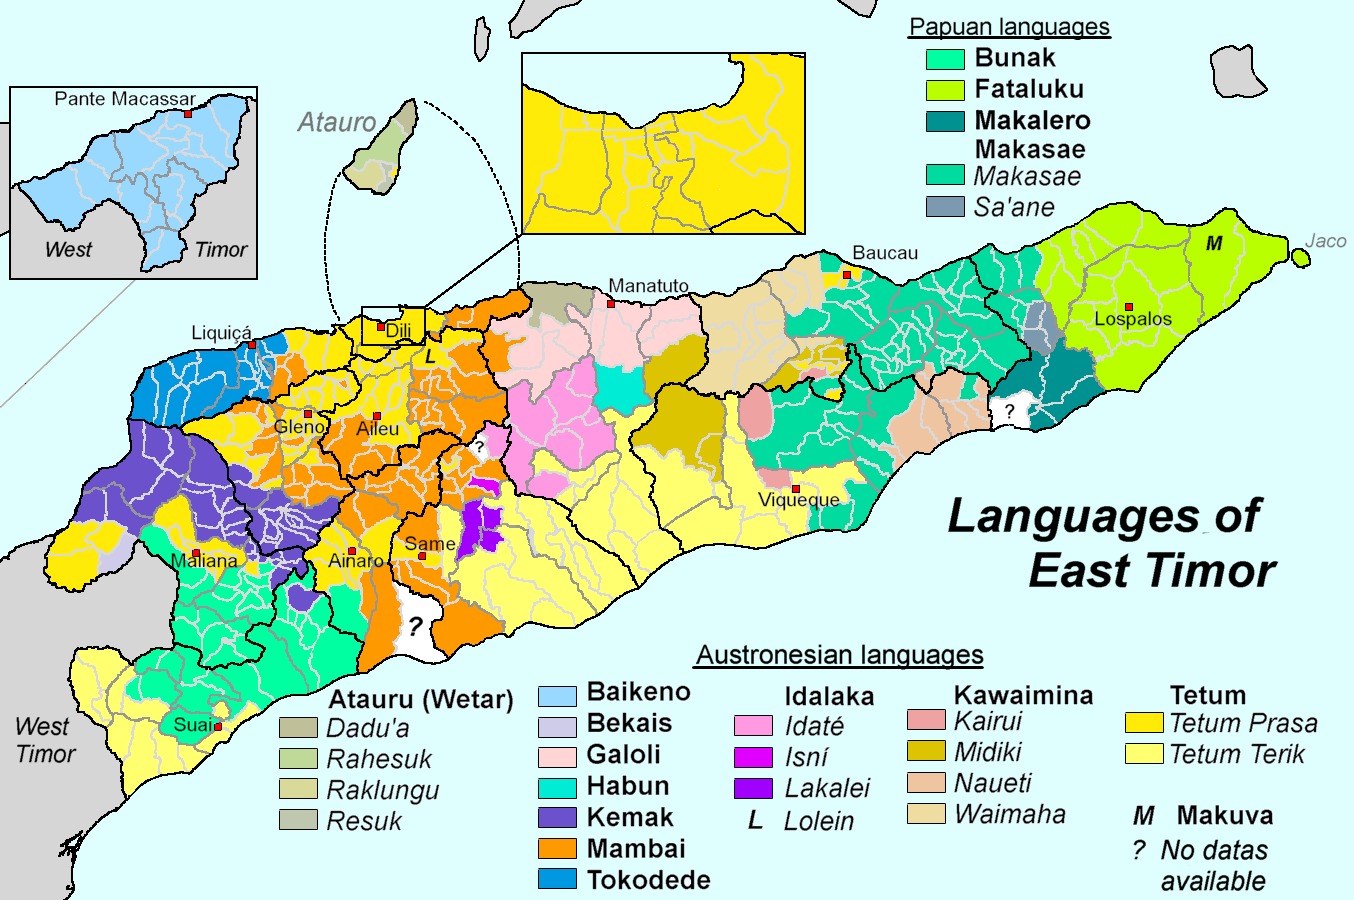 Papuan languages
Bunak
Fataluku
Makalero
Makasae
Makasae
Sa'ane
Pante Macassar
West
Timor
Atauro
Baucau
M
Jaco
Manatuto
Lospalos
Liquiçá
Dili
L
Gleno
Aileu
?
?
Viqueque
Maliana
Ainaro
Same
?
Languages of
East Timor
Suai
West
Timor
Austronesian languages
Atauru (Wetar)
Dadu'a
Rahesuk
Raklungu
Resuk
Baikeno
Bekais
Galoli
Habun
Kemak
Mambai
Tokodede
Idalaka
Idaté
Isní
Lakalei
L Lolein
Kawaimina
Kairui
Midiki
Naueti
Waimaha
Tetum
Tetum Prasa
Tetum Terik
M Makuva
? No datas
available